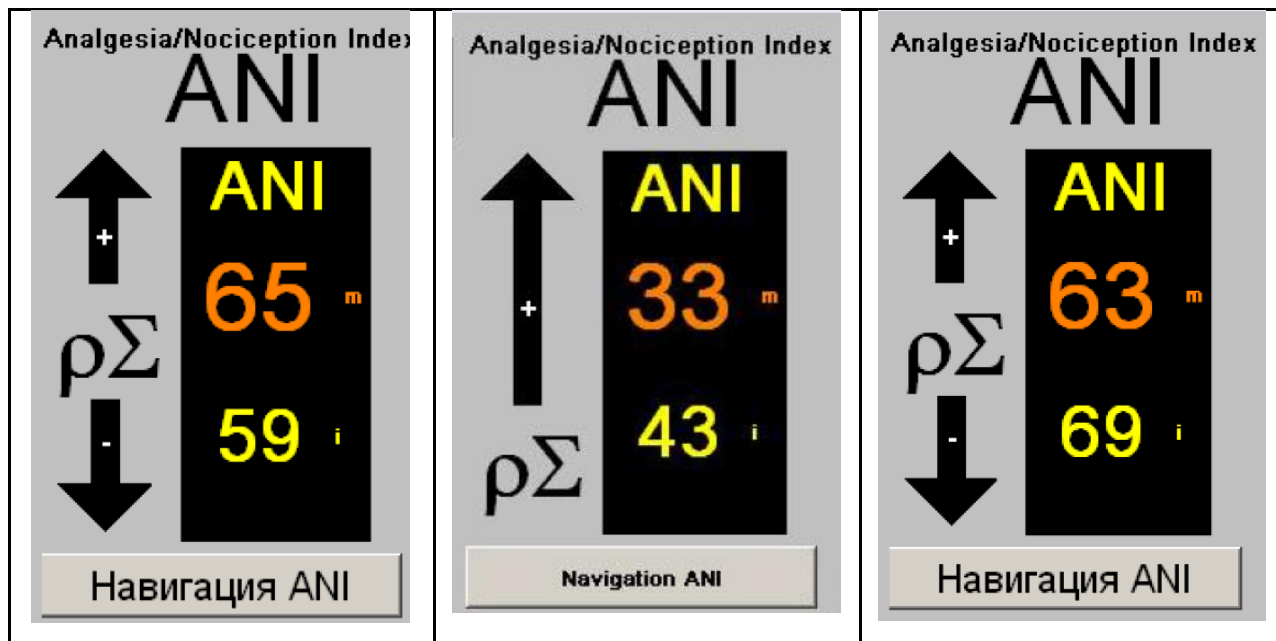 Analgesia/Nociception Index
ANI
+
ρΣ
-
ANI
65 m
59 i
Навигация ANI
Analgesia/Nociception Index
ANI
+
ρΣ
ANI
33 m
43 i
Navigation ANI
Analgesia/Nociception Index
ANI
+
ρΣ
-
ANI
63 m
69 i
Навигация ANI